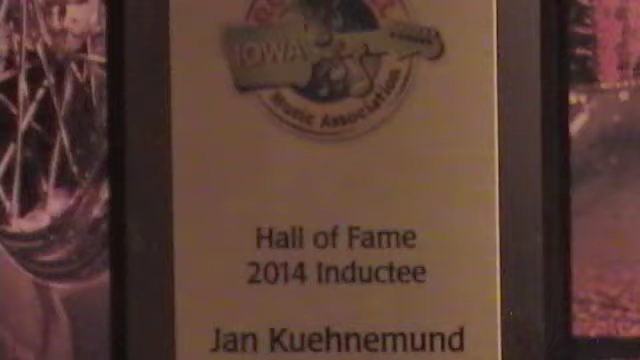 IOWA
Music Association
Hall of Fame
2014 Inductee
Jan Kuehnemund